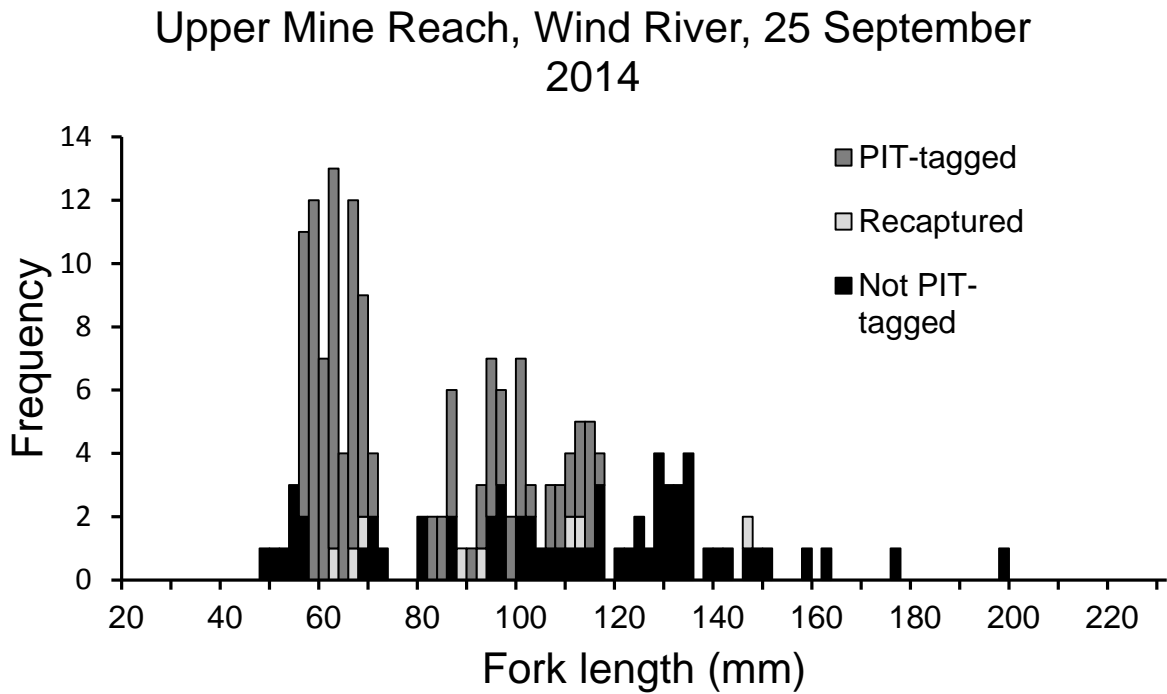 Upper Mine Reach, Wind River, 25 September
2014
14
12
10
8
6
4
2
0
Frequency
PIT-tagged
Recaptured
Not PIT-
tagged
20 40 60 80 100 120 140 160 180 200 220
Fork length (mm)